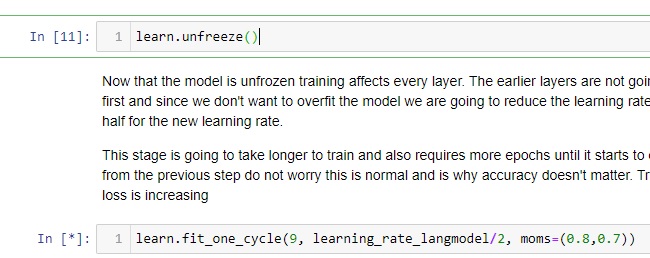 In [11]: 1 learn.unfreeze()
Now that the model is unfrozen training affects every layer. The earlier layers are not
first and since we don't want to overfit the model we are going to reduce the learning rate
half for the new learning rate.
This stage is going to take longer to train and also requires more epochs until it starts to
from the previous step do not worry this is normal and is why accuracy doesn't matter.
loss is increasing
In [*]: 1 learn.fit_one_cycle(9, learning_rate_langmodel/2, moms=(0.8,0.7))